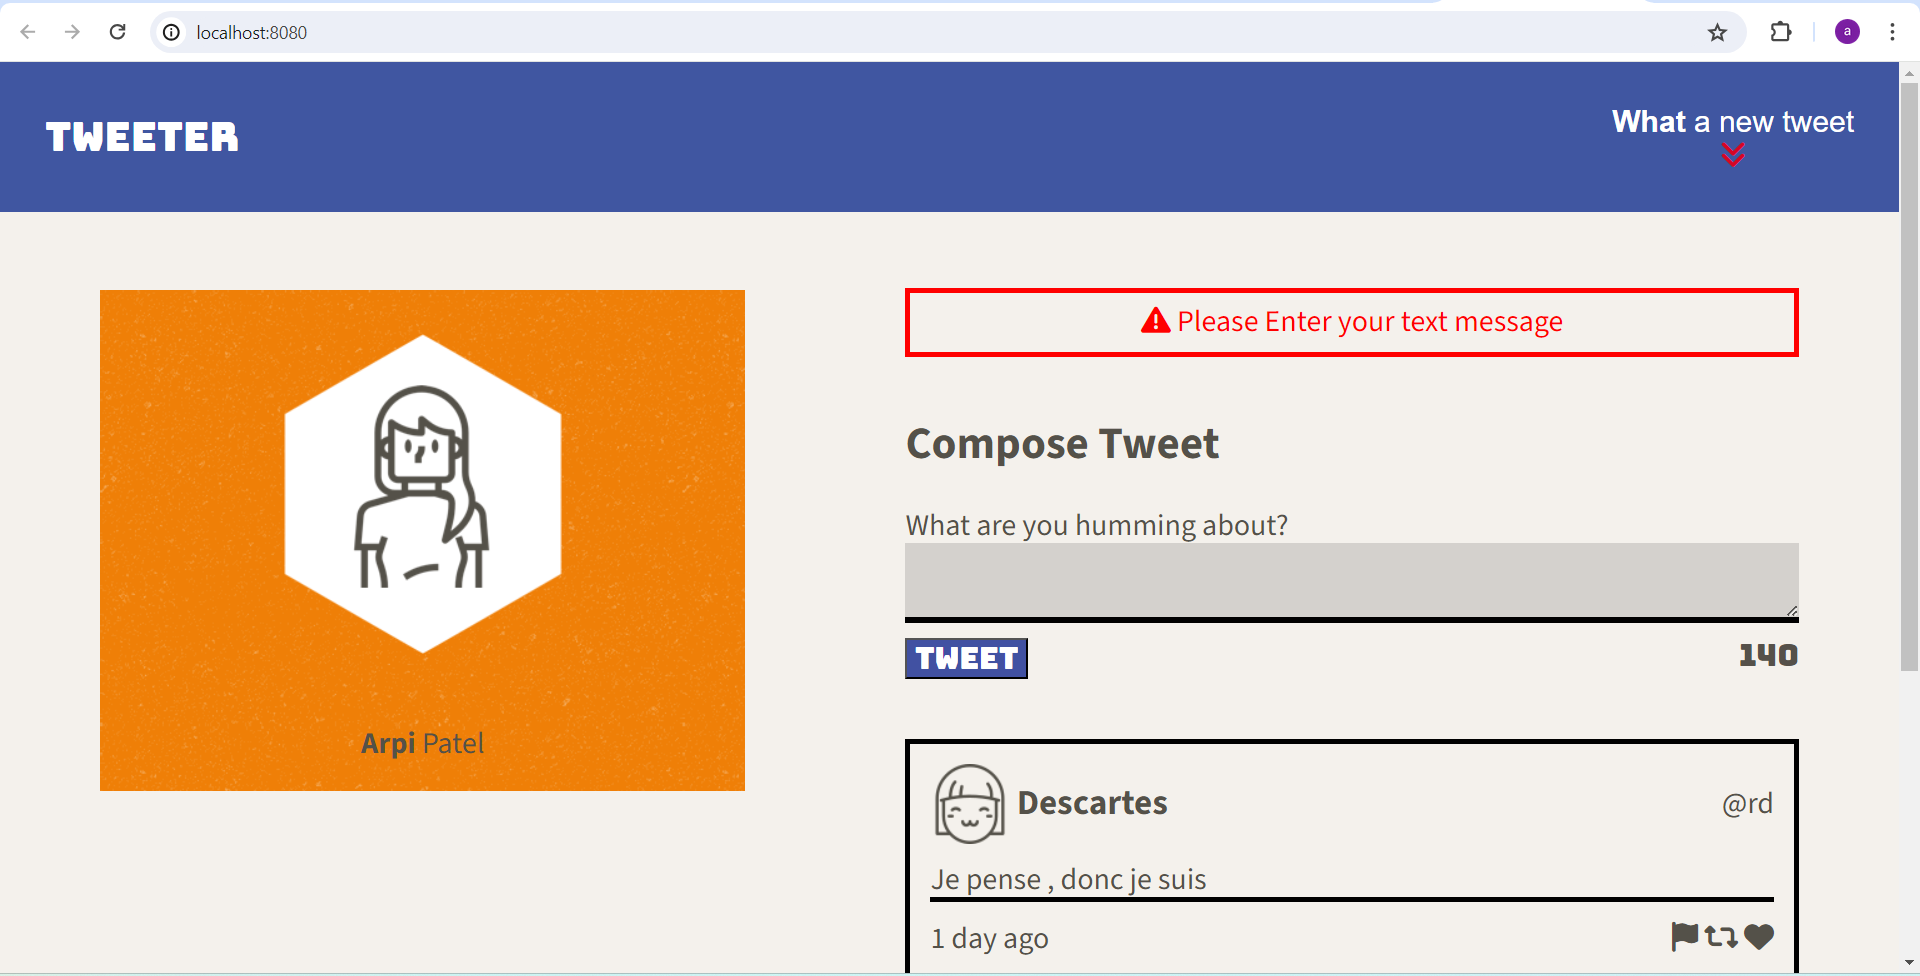 localhost:8080
a
TWEETER
What a new tweet
Please Enter your text message
Compose Tweet
What are you humming about?
TWEET
140
Arpi Patel
Descartes
@rd
Je pense , donc je suis
1 day ago